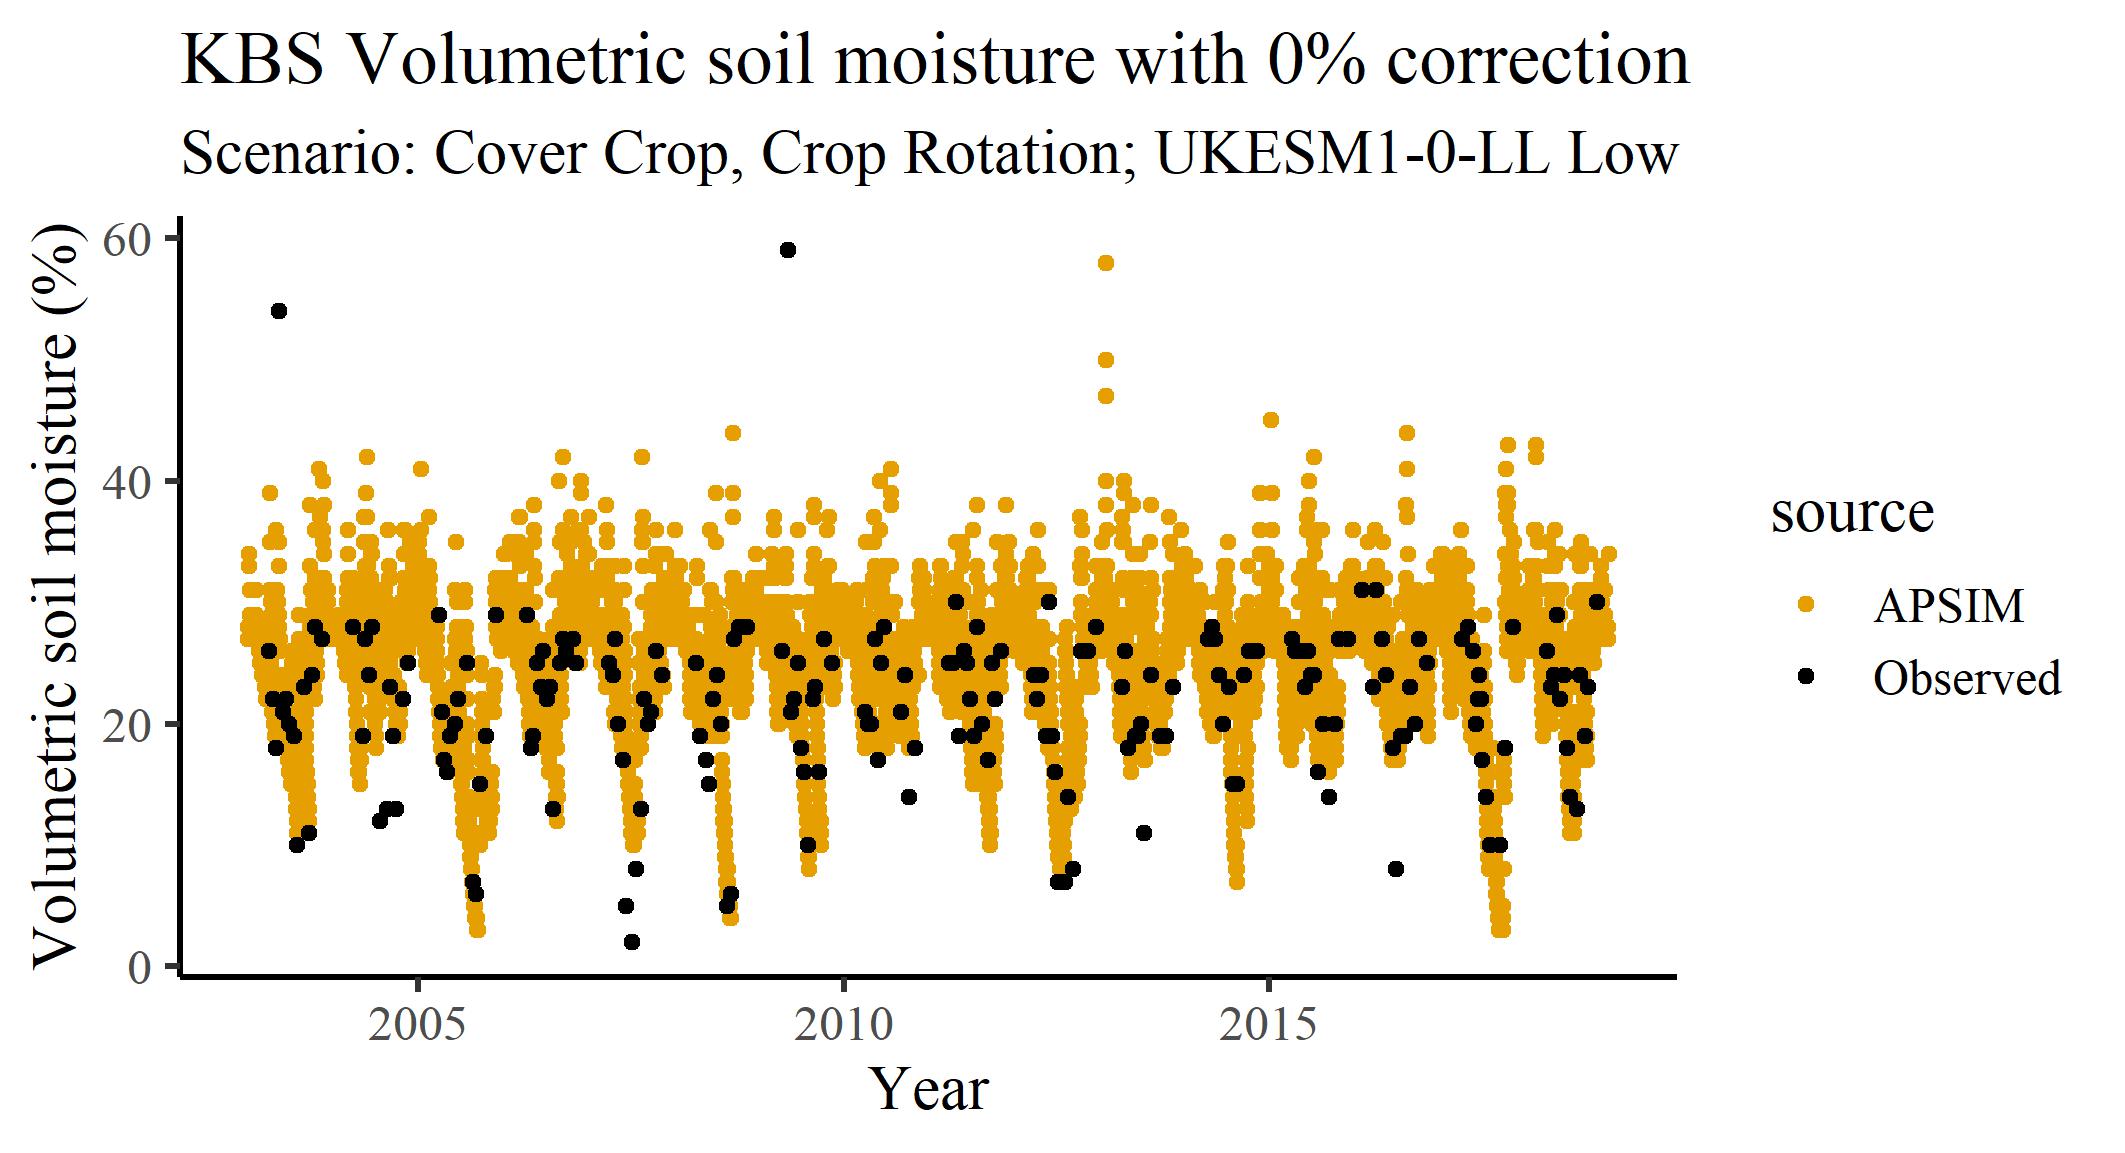 KBS Volumetric soil moisture with 0% correction
Scenario: Cover Crop, Crop Rotation; UKESM1-0-LL Low
Volumetric soil moisture (%)
60
40
20
0
2005
2010
2015
Year
source
APSIM
Observed